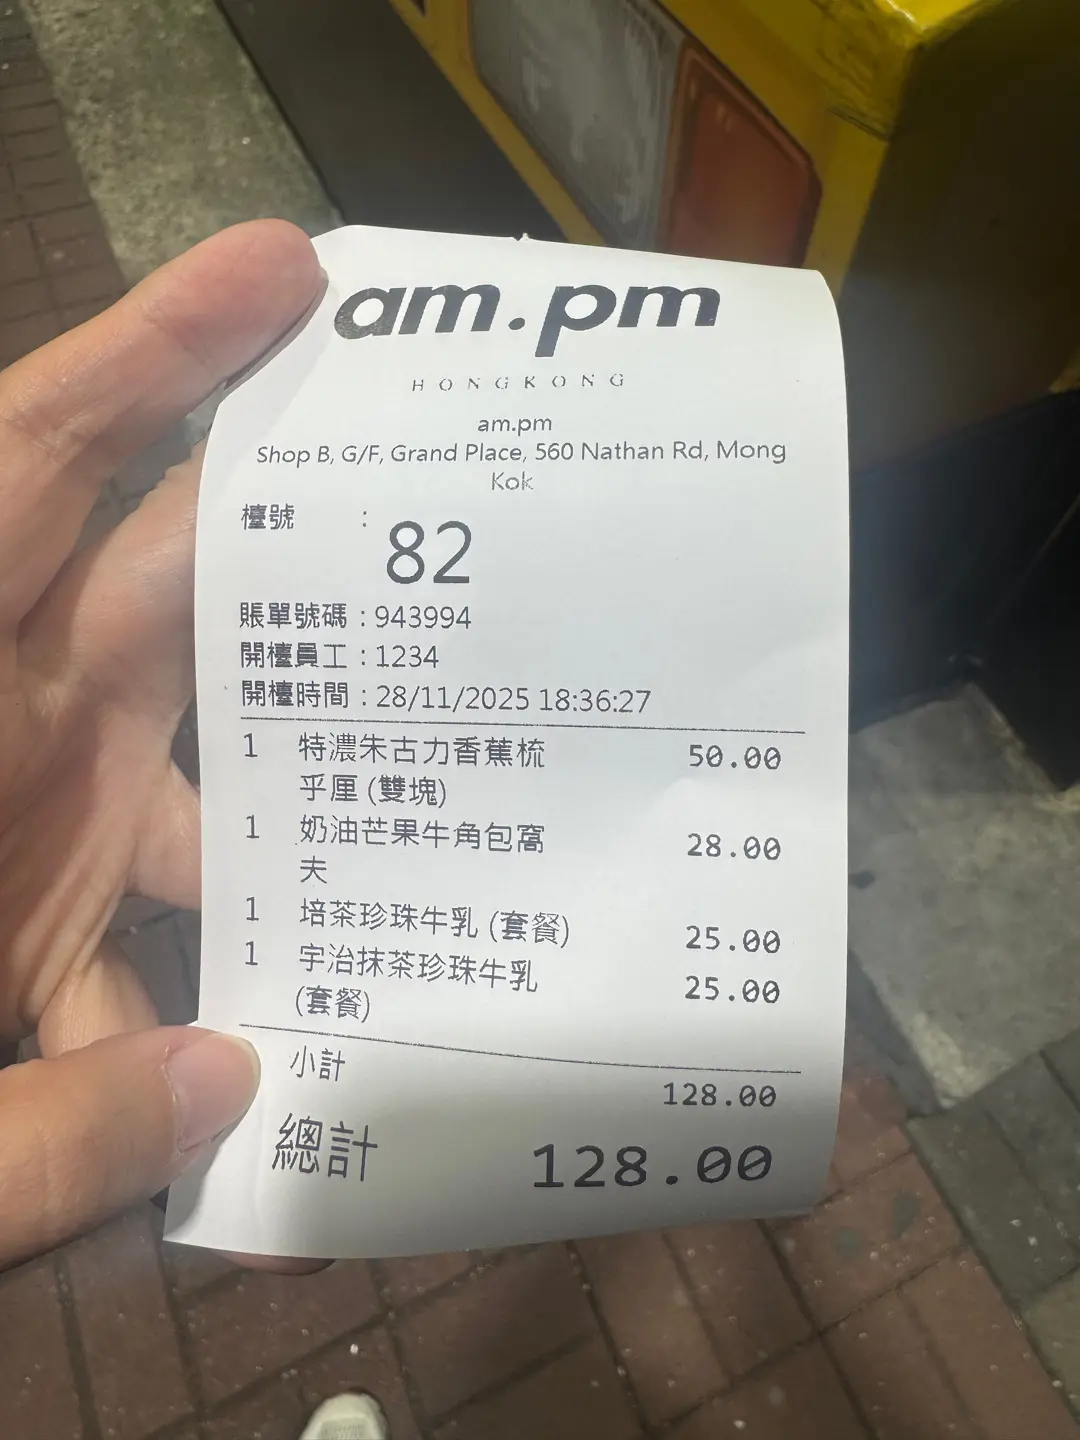 am.pm
HONGKONG
am.pm
Shop B, G/F, Grand Place, 560 Nathan Rd, Mong
Kok
檯號 : 82
賬單號碼 : 943994
開檯員工 : 1234
開檯時間 : 28/11/2025 18:36:27
1 特濃朱古力香蕉梳 50.00
乎厘 (雙塊)
1 奶油芒果牛角包窩 28.00
夫
1 焙茶珍珠牛乳 (套餐) 25.00
1 宇治抹茶珍珠牛乳 25.00
(套餐)
小計 128.00
總計 128.00